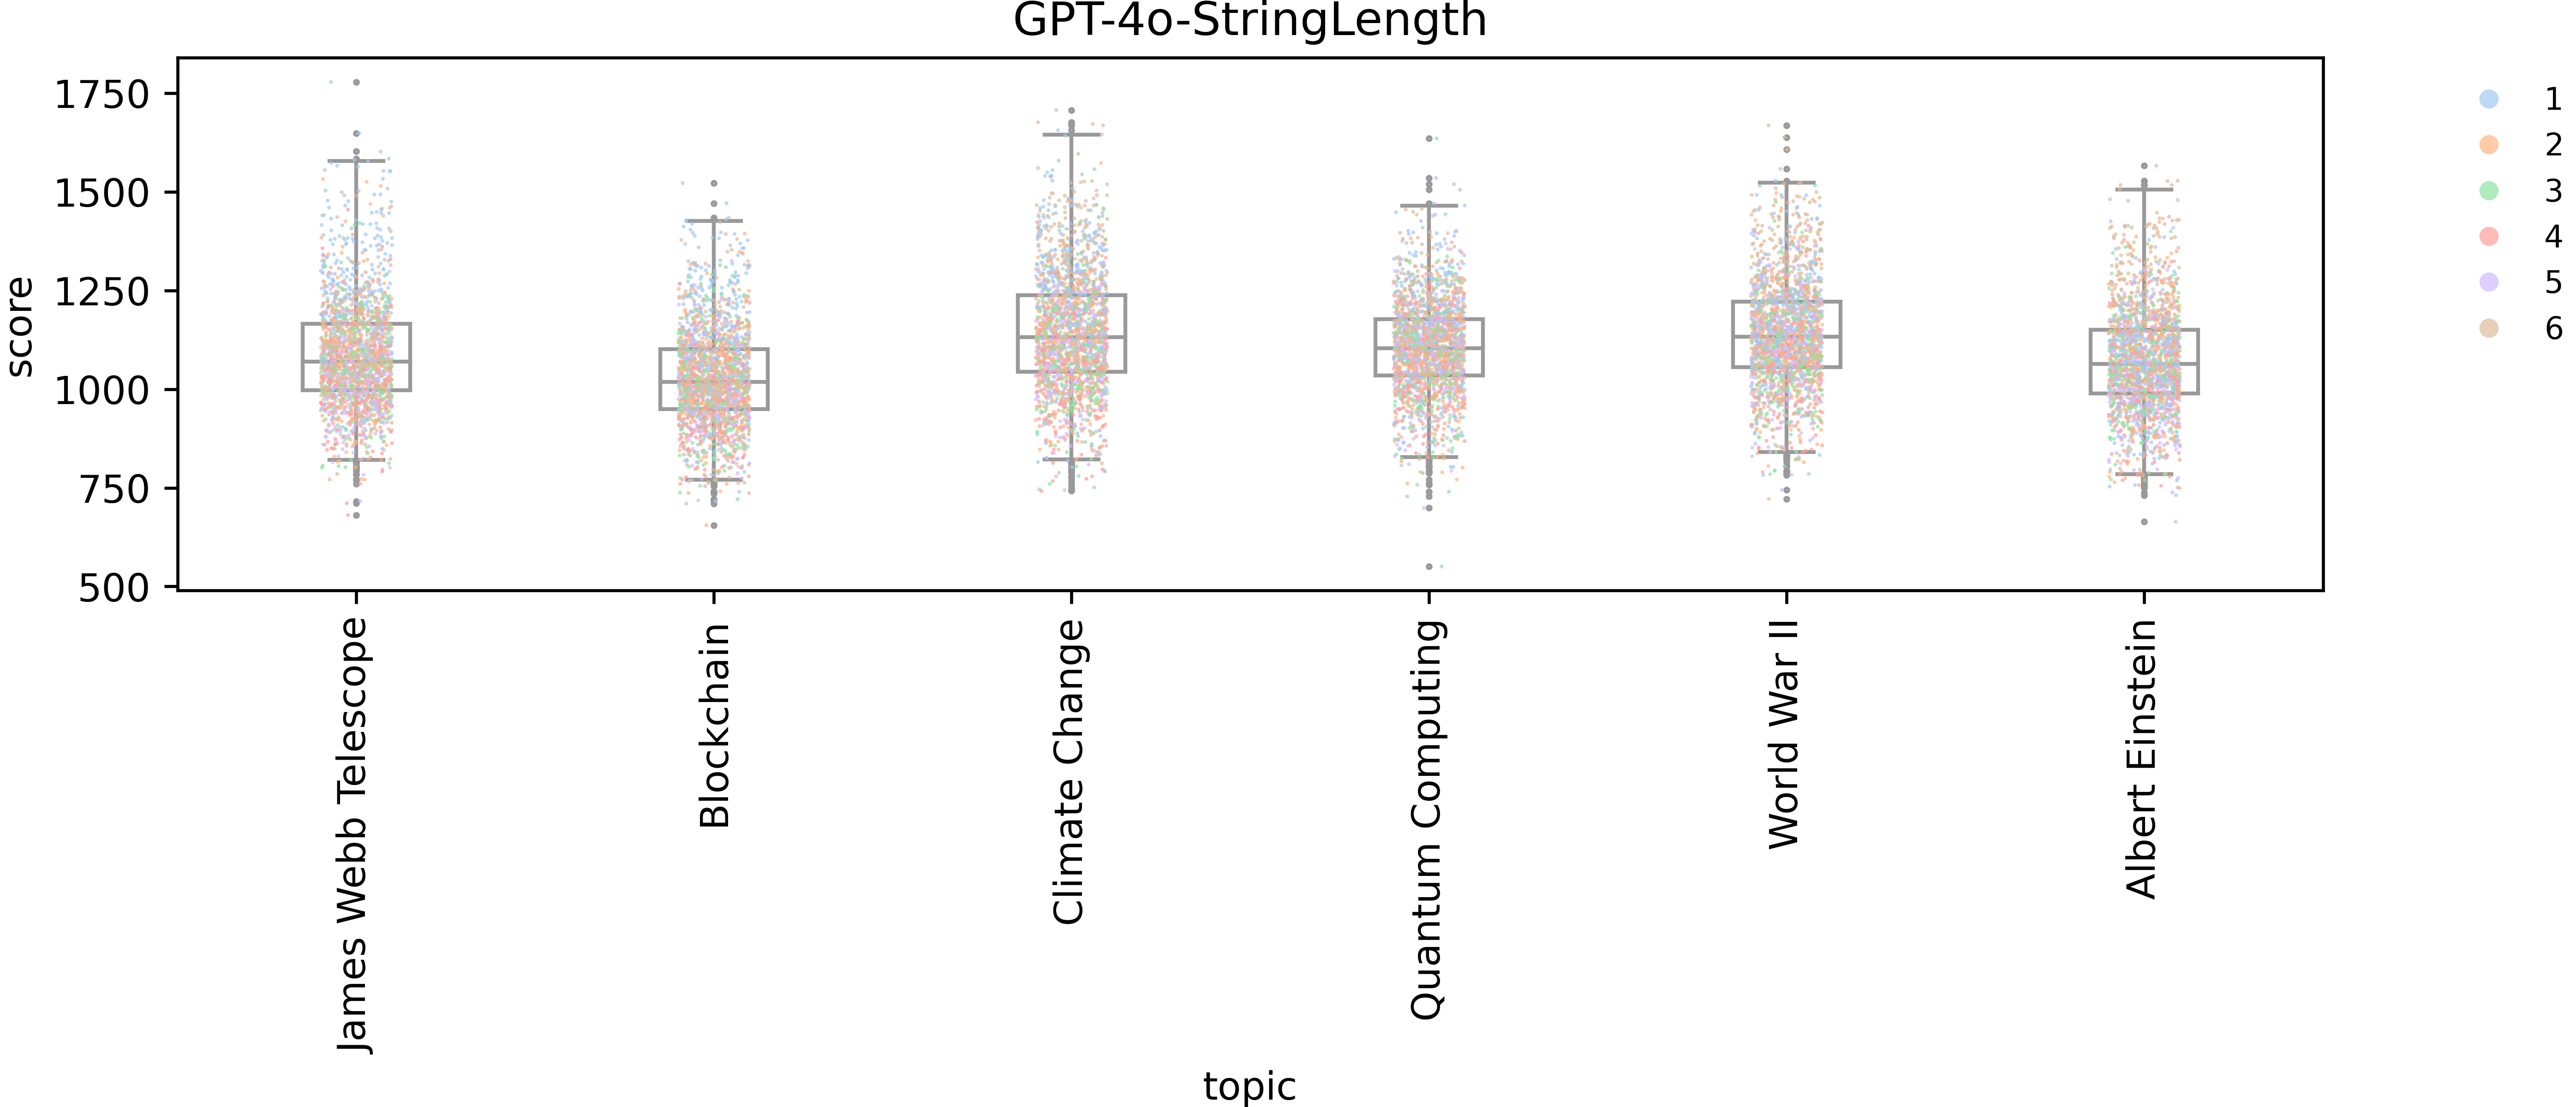 GPT-4o-StringLength
score
1750
1500
1250
1000
750
500
1
2
3
4
5
6
James Webb Telescope
Blockchain
Climate Change
Quantum Computing
World War II
Albert Einstein
topic